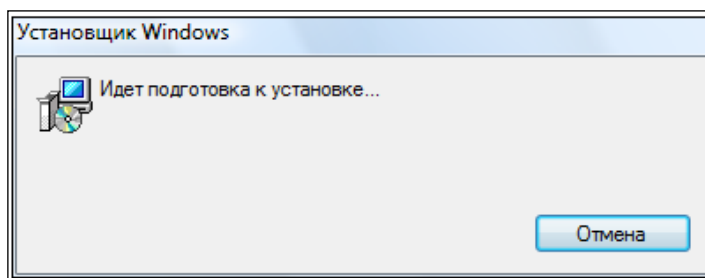 Установщик Windows
Идет подготовка к установке...
Отмена